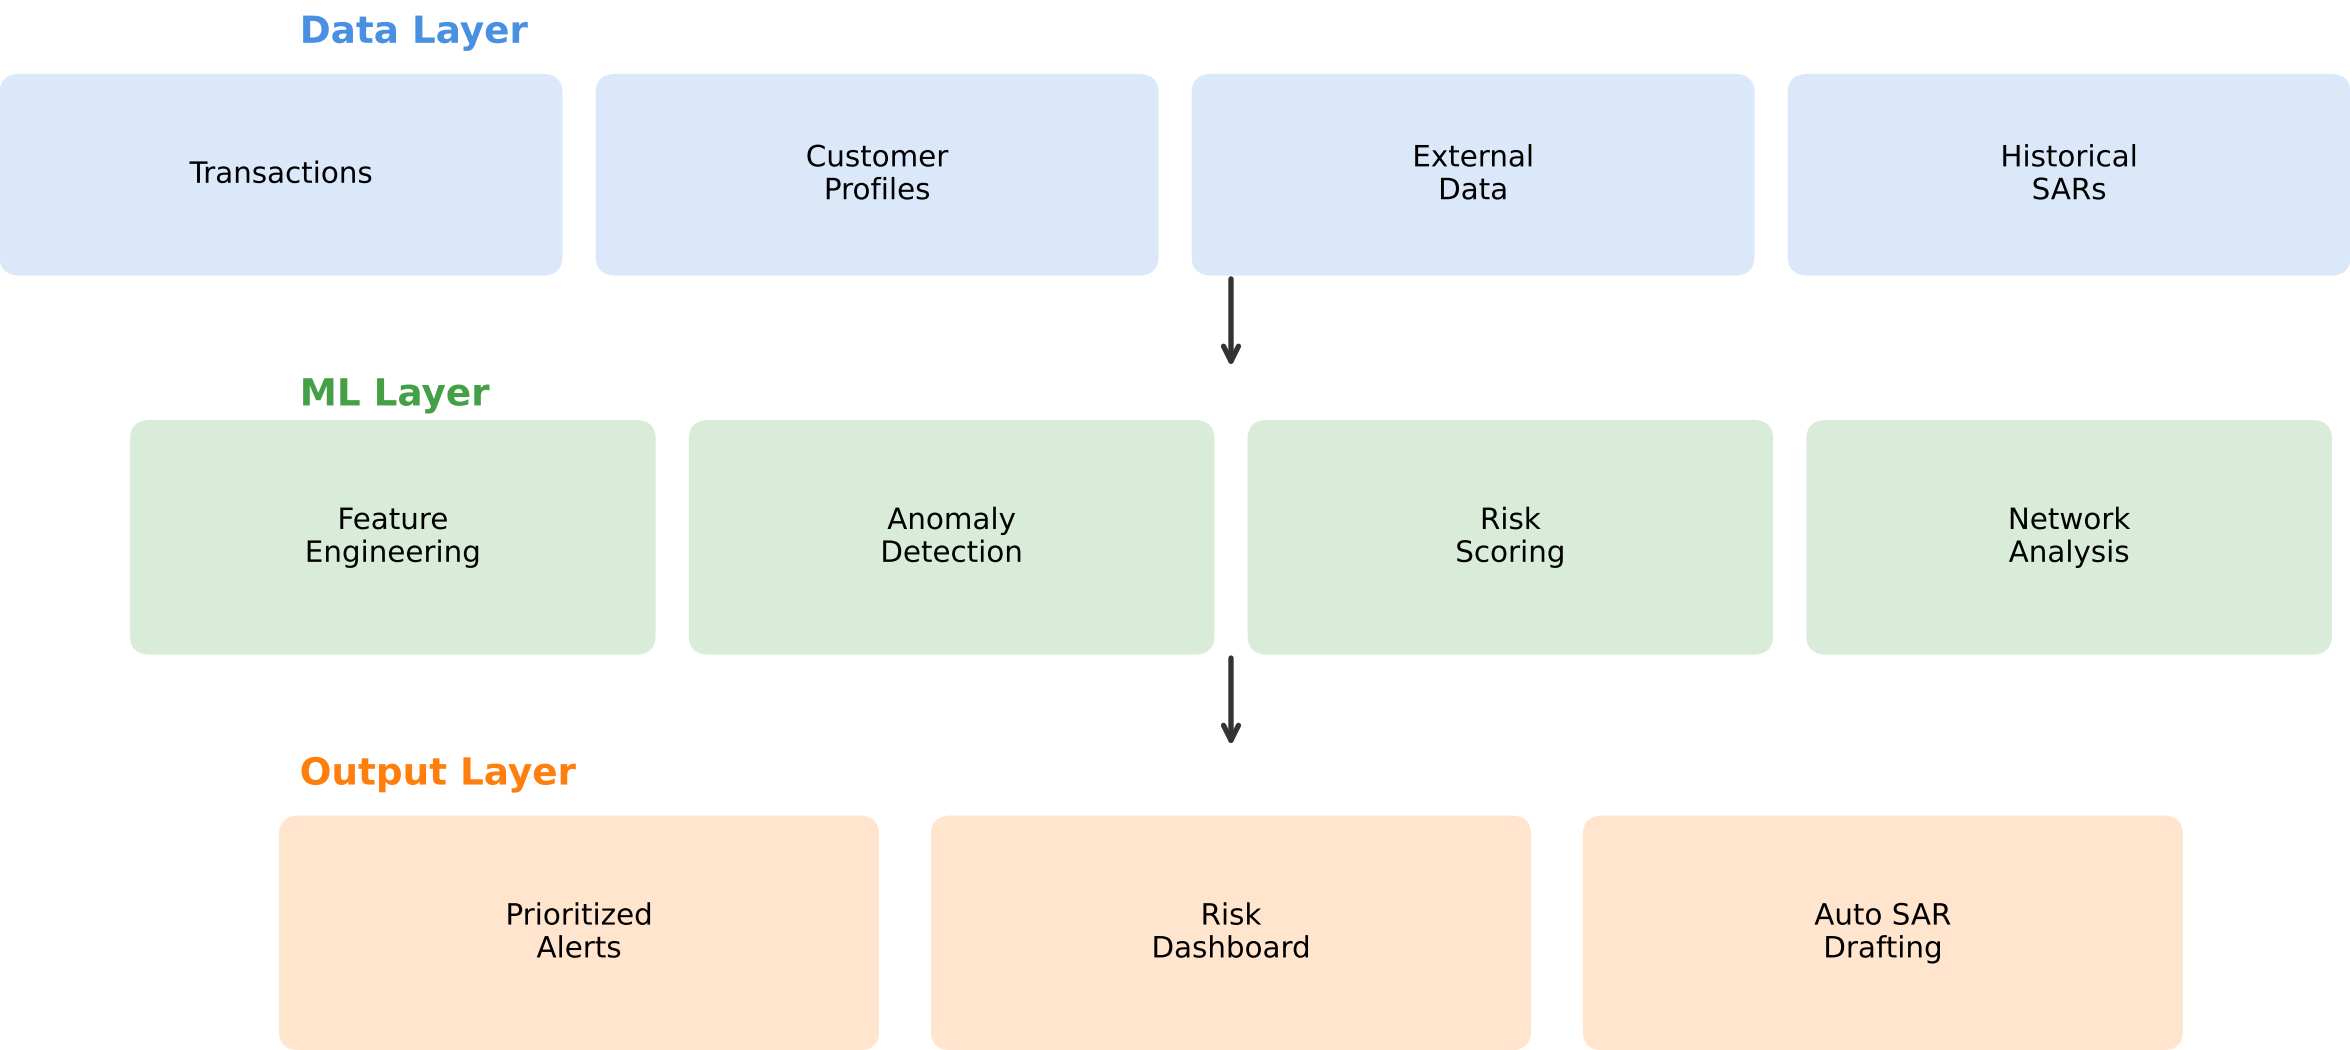 Data Layer
Transactions
Customer
Profiles
External
Data
Historical
SARs
ML Layer
Feature
Engineering
Anomaly
Detection
Risk
Scoring
Network
Analysis
Output Layer
Prioritized
Alerts
Risk
Dashboard
Auto SAR
Drafting